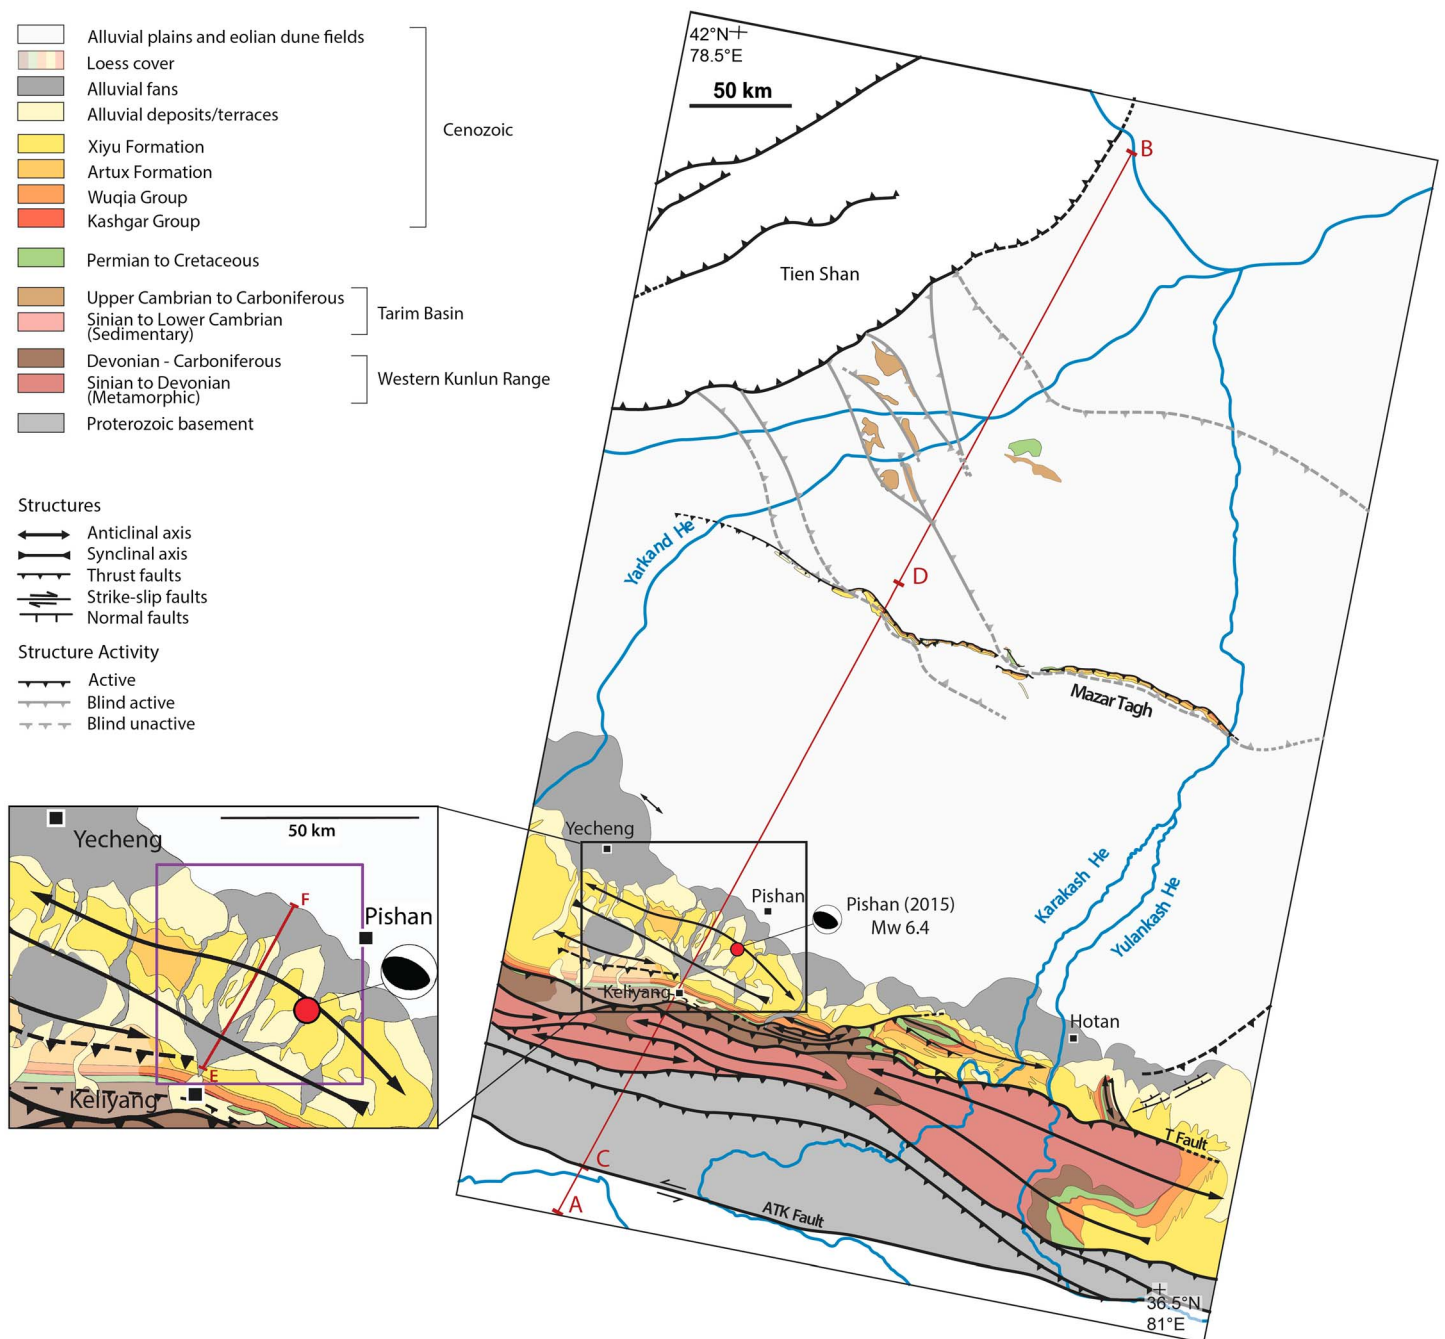 Alluvial plains and eolian dune fields
Loess cover
Alluvial fans
Alluvial deposits/terraces
Xiyu Formation
Artux Formation
Wuqia Group
Kashgar Group
Cenozoic
Permian to Cretaceous
Upper Cambrian to Carboniferous
Sinian to Lower Cambrian
(Sedimentary)
Tarim Basin
Devonian - Carboniferous
Sinian to Devonian
(Metamorphic)
Western Kunlun Range
Proterozoic basement
Structures
Anticlinal axis
Synclinal axis
Thrust faults
Strike-slip faults
Normal faults
Structure Activity
Active
Blind active
Blind unactive
42°N
78.5°E
50 km
B
Tien Shan
Yarkand He
D
Mazar Tagh
Yecheng
Pishan
Pishan (2015)
Mw 6.4
Karakash He
Yulankash He
Keliyang
Hotan
T Fault
C
A
ATK Fault
36.5°N
81°E
50 km
Yecheng
F
Pishan
E
Keliyang